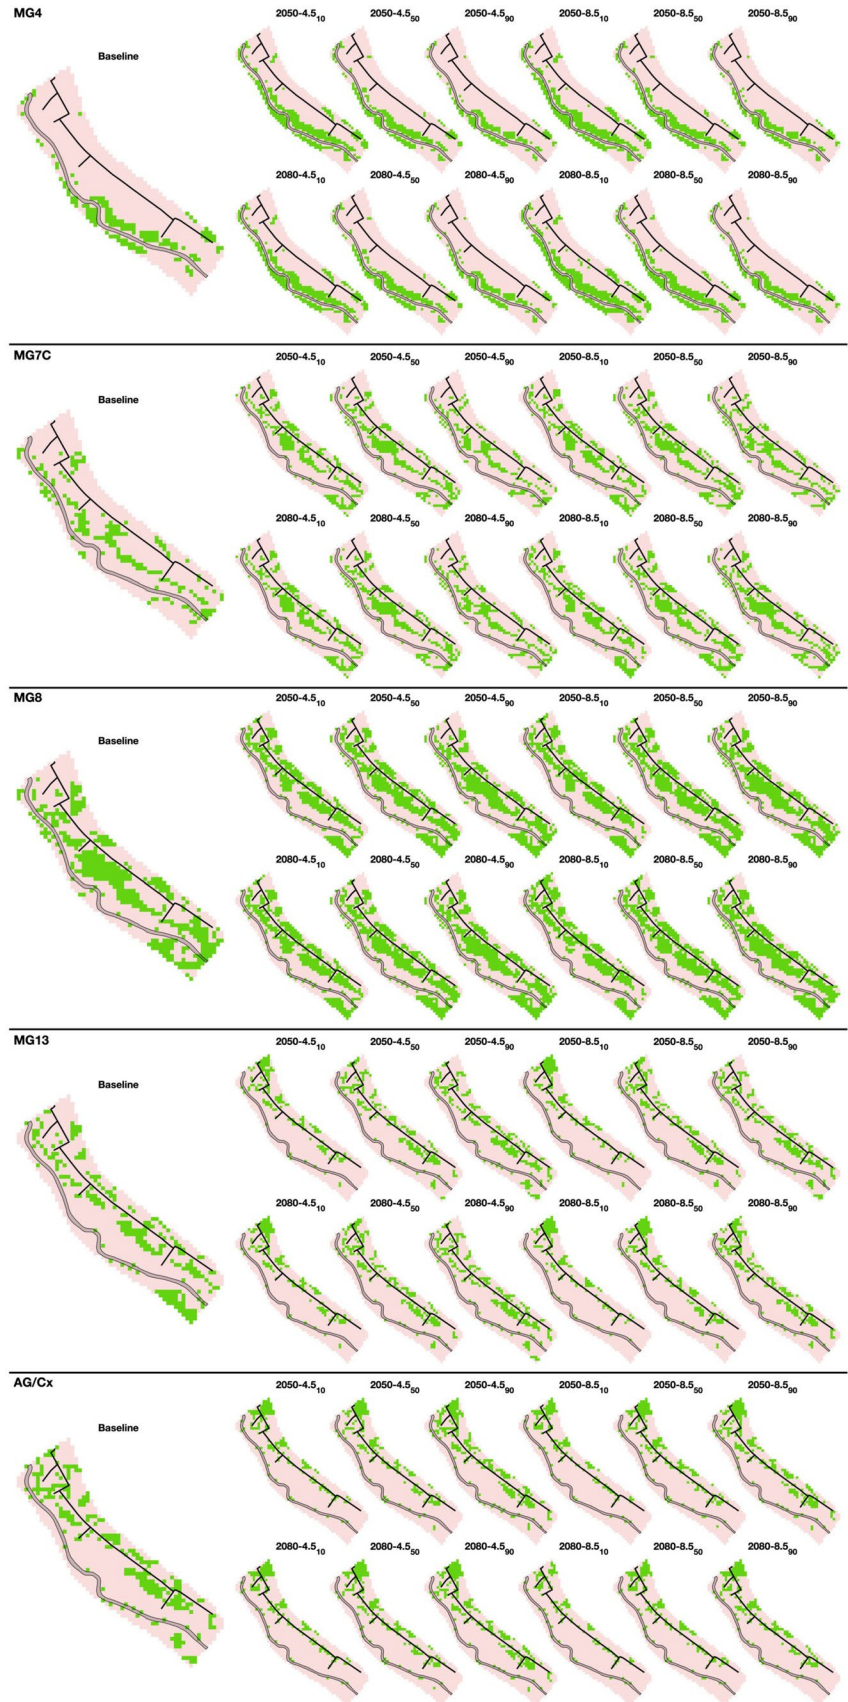 MG4
2050-4.5₁₀ 2050-4.5₅₀ 2050-4.5₉₀ 2050-8.5₁₀ 2050-8.5₅₀ 2050-8.5₉₀
Baseline
2080-4.5₁₀ 2080-4.5₅₀ 2080-4.5₉₀ 2080-8.5₁₀ 2080-8.5₅₀ 2080-8.5₉₀
MG7C
2050-4.5₁₀ 2050-4.5₅₀ 2050-4.5₉₀ 2050-8.5₁₀ 2050-8.5₅₀ 2050-8.5₉₀
Baseline
2080-4.5₁₀ 2080-4.5₅₀ 2080-4.5₉₀ 2080-8.5₁₀ 2080-8.5₅₀ 2080-8.5₉₀
MG8
2050-4.5₁₀ 2050-4.5₅₀ 2050-4.5₉₀ 2050-8.5₁₀ 2050-8.5₅₀ 2050-8.5₉₀
Baseline
2080-4.5₁₀ 2080-4.5₅₀ 2080-4.5₉₀ 2080-8.5₁₀ 2080-8.5₅₀ 2080-8.5₉₀
MG13
2050-4.5₁₀ 2050-4.5₅₀ 2050-4.5₉₀ 2050-8.5₁₀ 2050-8.5₅₀ 2050-8.5₉₀
Baseline
2080-4.5₁₀ 2080-4.5₅₀ 2080-4.5₉₀ 2080-8.5₁₀ 2080-8.5₅₀ 2080-8.5₉₀
AG/Cx
2050-4.5₁₀ 2050-4.5₅₀ 2050-4.5₉₀ 2050-8.5₁₀ 2050-8.5₅₀ 2050-8.5₉₀
Baseline
2080-4.5₁₀ 2080-4.5₅₀ 2080-4.5₉₀ 2080-8.5₁₀ 2080-8.5₅₀ 2080-8.5₉₀